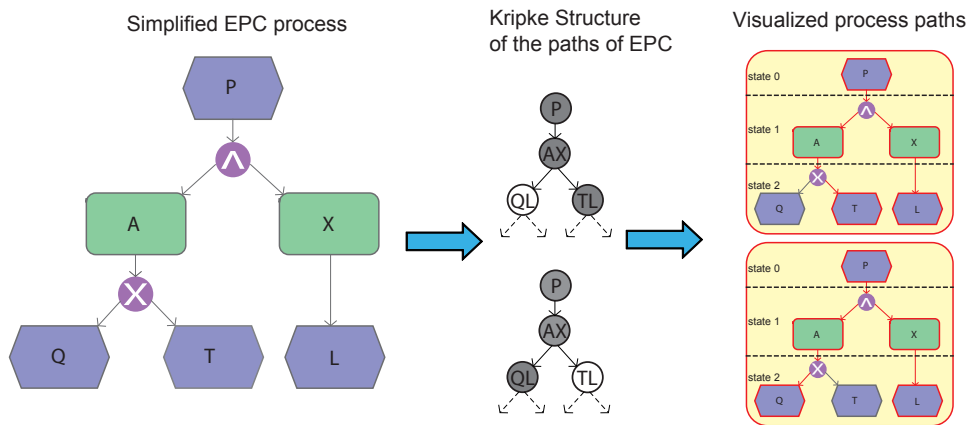 Simplified EPC process
P
Λ
A
X
X
Q
T
L
Kripke Structure
of the paths of EPC
P
AX
QL
TL
P
AX
QL
TL
Visualized process paths
state 0
P
Λ
state 1
A
X
state 2
X
Q
T
L
state 0
P
Λ
state 1
A
X
state 2
X
Q
T
L